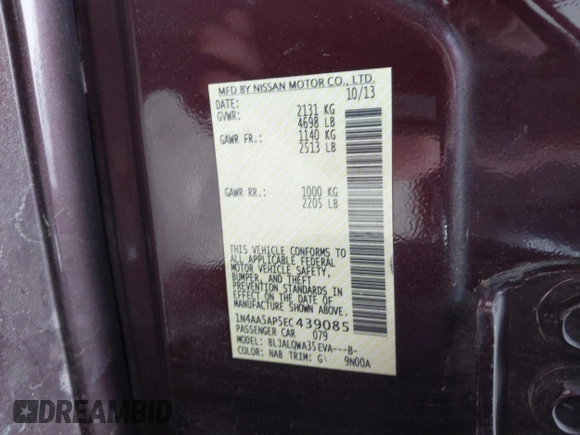 MFD BY NISSAN MOTOR CO., LTD.
DATE: 10/13
GVWR: 2131 KG
4698 LB
GAWR FR.: 1140 KG
2513 LB
GAWR RR.: 1000 KG
2205 LB
THIS VEHICLE CONFORMS TO
ALL APPLICABLE FEDERAL
MOTOR VEHICLE SAFETY,
BUMPER, AND THEFT
PREVENTION STANDARDS IN
EFFECT ON THE DATE OF
MANUFACTURE SHOWN ABOVE.
1N4AA5AP5EC439085
PASSENGER CAR 079
MODEL: BLJALQWA35EVA---B-
COLOR: NAB TRIM: G 9N00A
DREAMBID